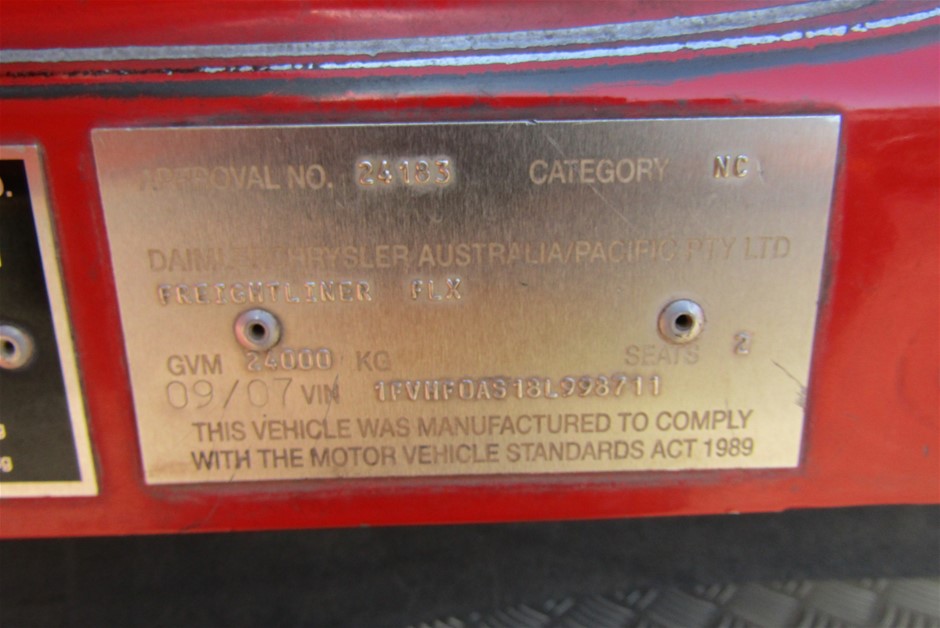 APPROVAL NO. 24183 CATEGORY NC
DAIMLERCHRYSLER AUSTRALIA/PACIFIC PTY LTD
FREIGHTLINER FLX
GVM 24000 KG SEATS 2
09/07 VIN 1FVHF0AS18L998711
THIS VEHICLE WAS MANUFACTURED TO COMPLY
WITH THE MOTOR VEHICLE STANDARDS ACT 1989